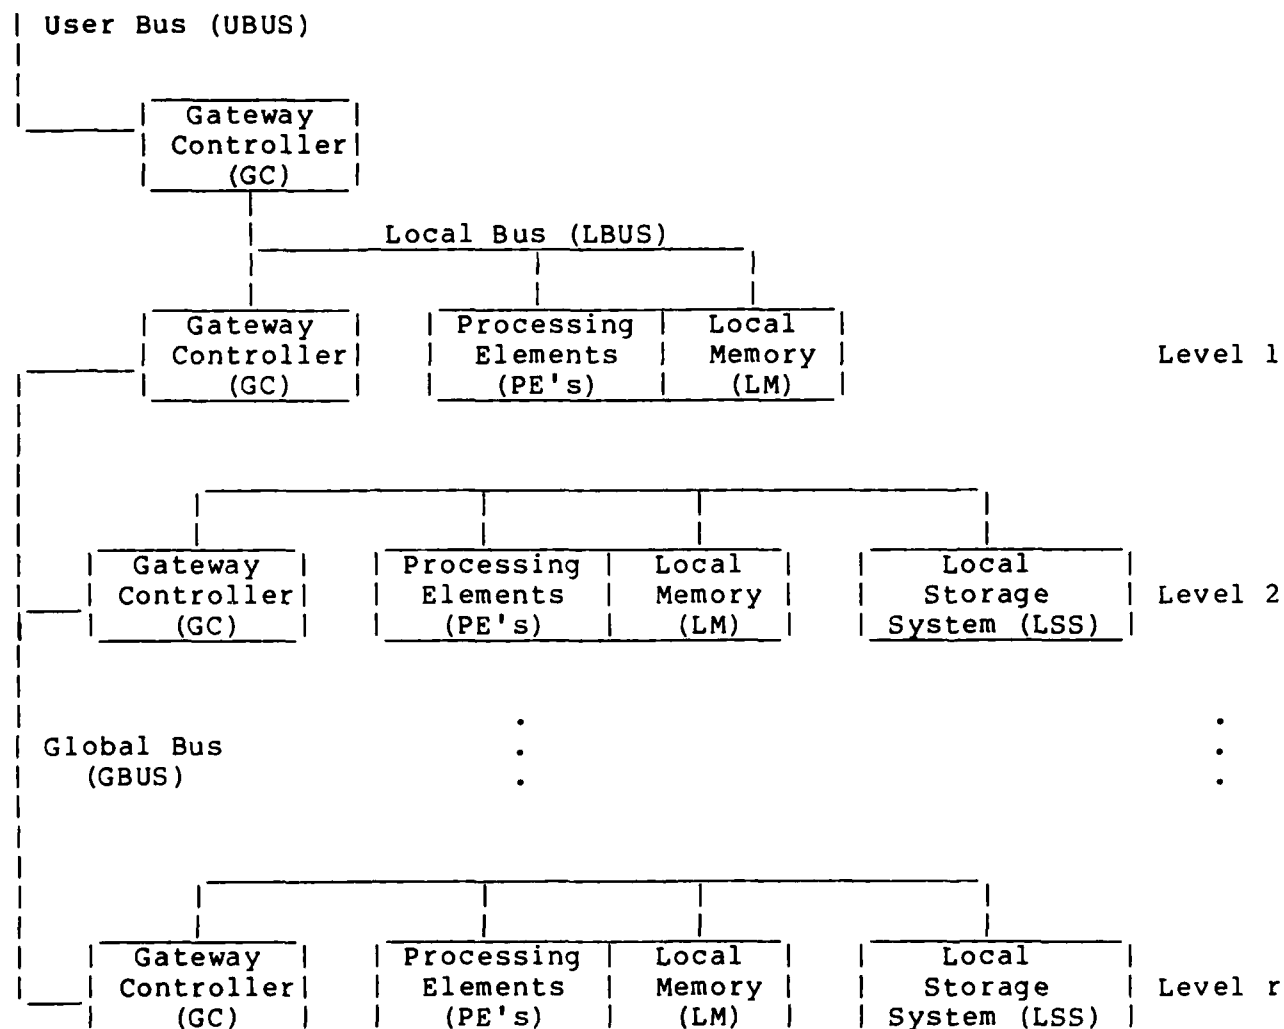 User Bus (UBUS)
Gateway
Controller
(GC)
Local Bus (LBUS)
Gateway Processing Local
Controller Elements Memory Level 1
(GC) (PE's) (LM)
Gateway Processing Local Local
Controller Elements Memory Storage Level 2
(GC) (PE's) (LM) System (LSS)
Global Bus
(GBUS)
Gateway Processing Local Local
Controller Elements Memory Storage Level r
(GC) (PE's) (LM) System (LSS)